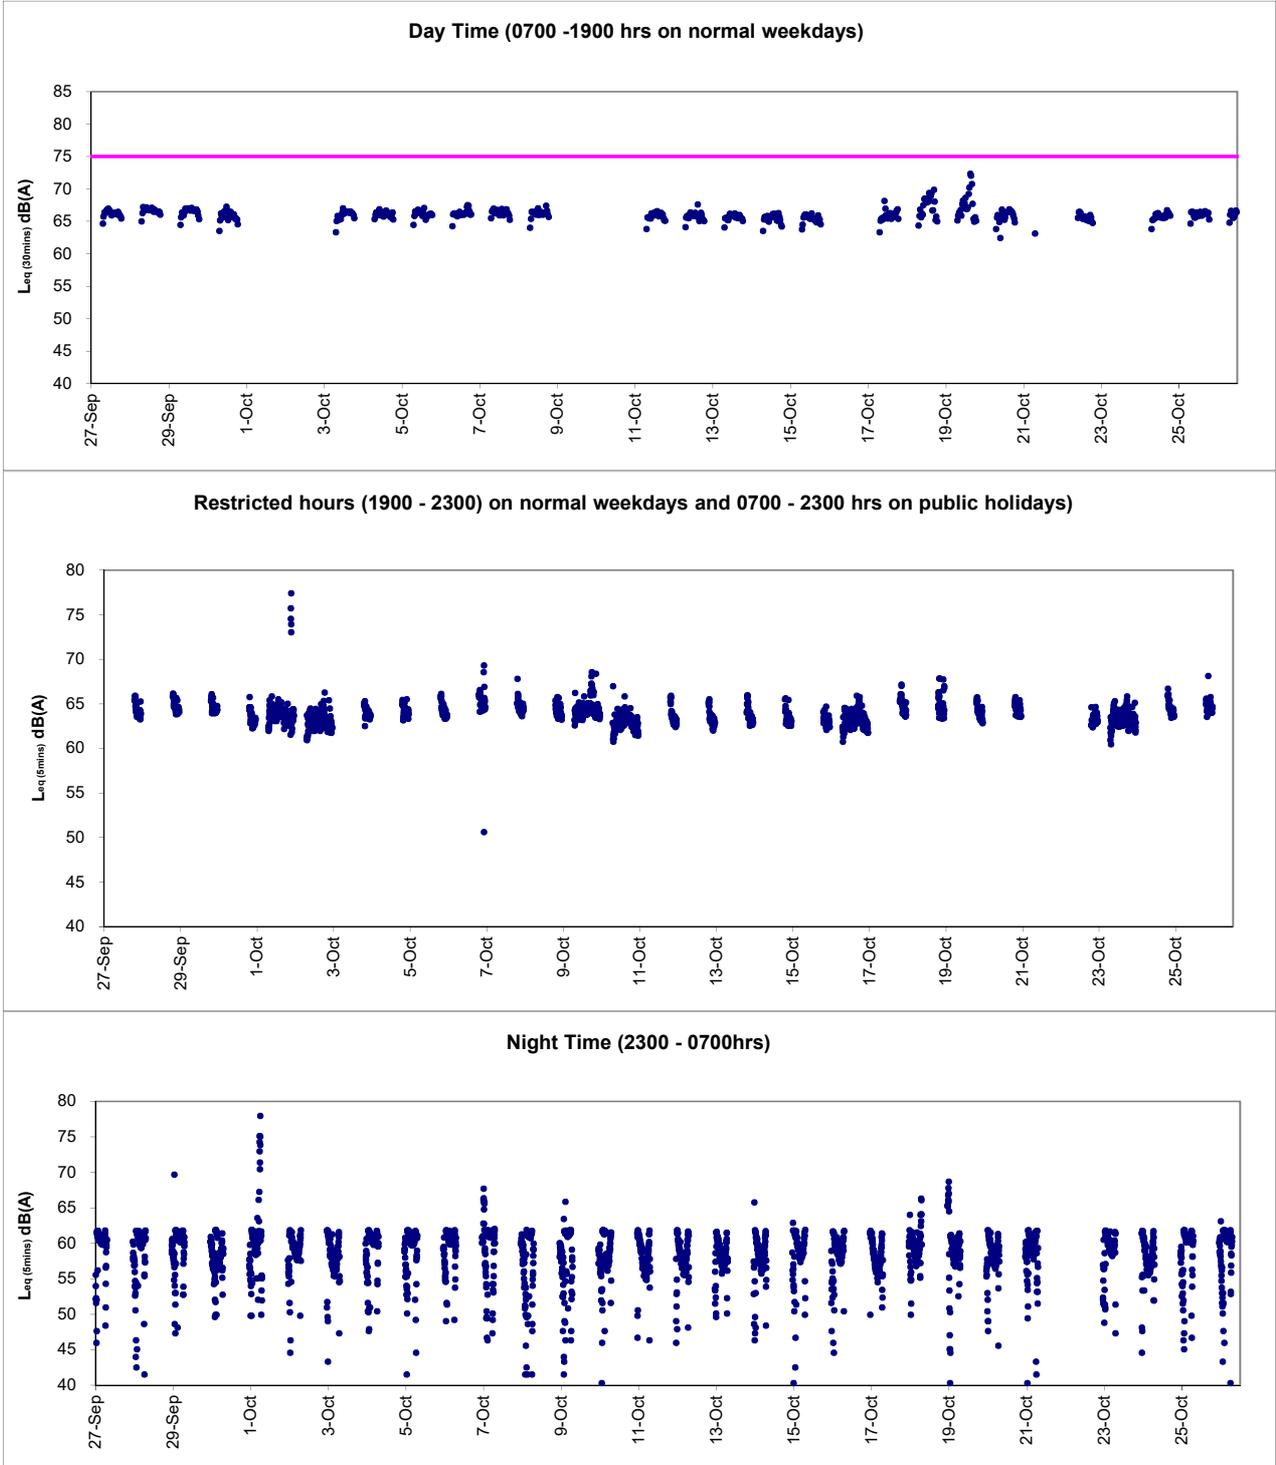 Day Time (0700 -1900 hrs on normal weekdays)
85
80
75
70
65
60
55
50
45
40
Leq (30mins) dB(A)
27-Sep
29-Sep
1-Oct
3-Oct
5-Oct
7-Oct
9-Oct
11-Oct
13-Oct
15-Oct
17-Oct
19-Oct
21-Oct
23-Oct
25-Oct
Restricted hours (1900 - 2300) on normal weekdays and 0700 - 2300 hrs on public holidays)
80
75
70
65
60
55
50
45
40
Leq (5mins) dB(A)
27-Sep
29-Sep
1-Oct
3-Oct
5-Oct
7-Oct
9-Oct
11-Oct
13-Oct
15-Oct
17-Oct
19-Oct
21-Oct
23-Oct
25-Oct
Night Time (2300 - 0700hrs)
80
75
70
65
60
55
50
45
40
Leq (5mins) dB(A)
27-Sep
29-Sep
1-Oct
3-Oct
5-Oct
7-Oct
9-Oct
11-Oct
13-Oct
15-Oct
17-Oct
19-Oct
21-Oct
23-Oct
25-Oct